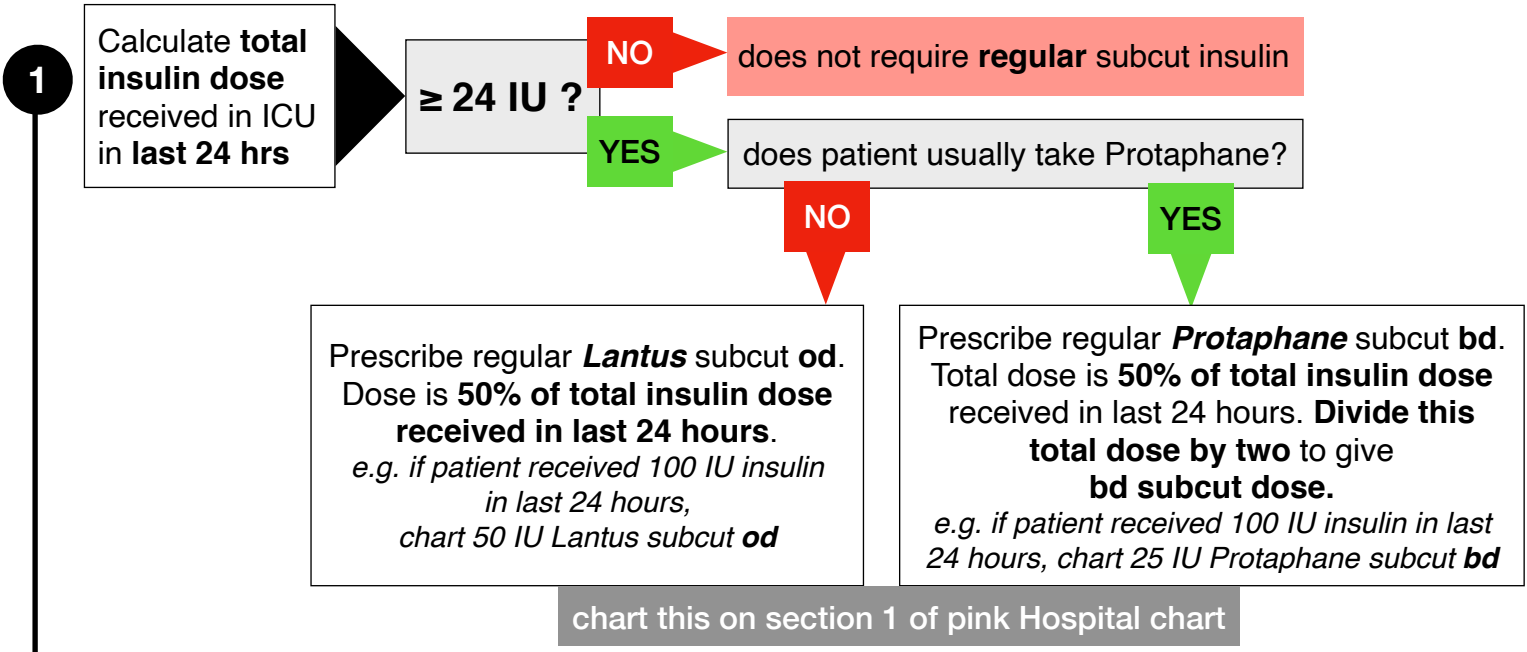 1
Calculate total
insulin dose
received in ICU
in last 24 hrs
≥ 24 IU ?
NO
does not require regular subcut insulin
YES
does patient usually take Protaphane?
NO
YES
Prescribe regular Lantus subcut od.
Dose is 50% of total insulin dose
received in last 24 hours.
e.g. if patient received 100 IU insulin
in last 24 hours,
chart 50 IU Lantus subcut od
Prescribe regular Protaphane subcut bd.
Total dose is 50% of total insulin dose
received in last 24 hours. Divide this
total dose by two to give
bd subcut dose.
e.g. if patient received 100 IU insulin in last
24 hours, chart 25 IU Protaphane subcut bd
chart this on section 1 of pink Hospital chart